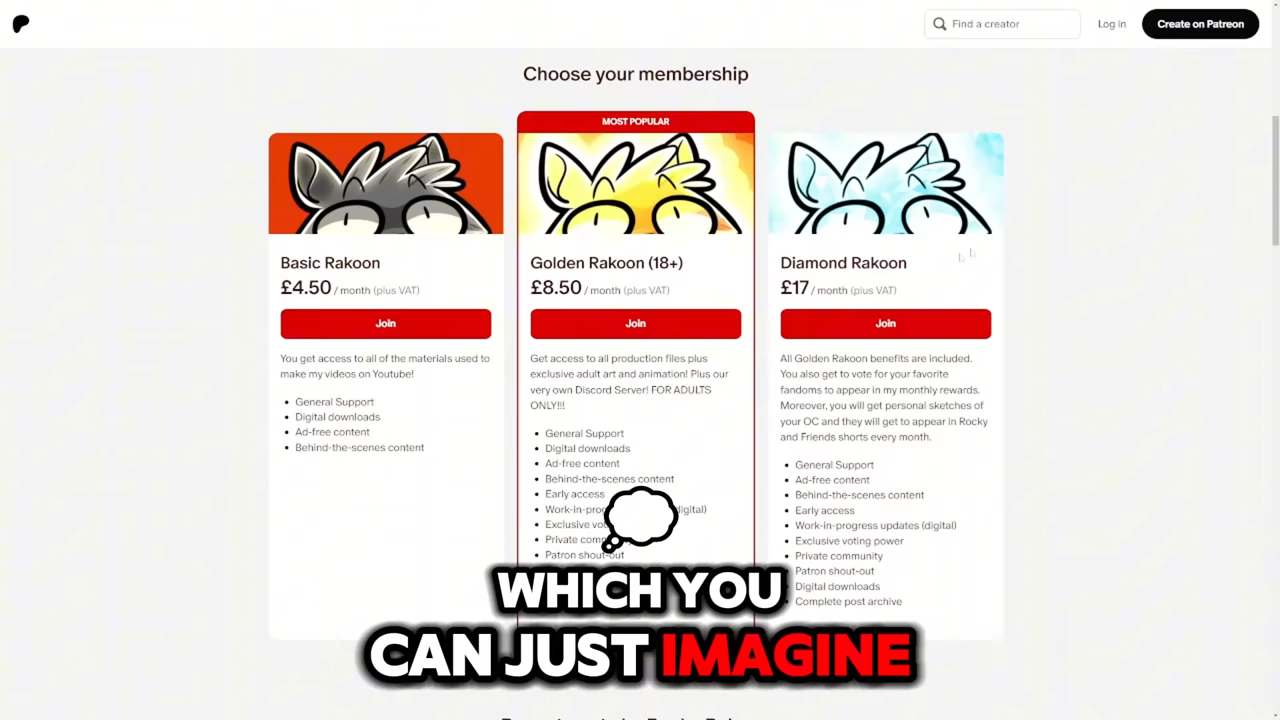 Find a creator
Log in
Create on Patreon
Choose your membership
MOST POPULAR
Basic Rakoon
£4.50 / month (plus VAT)
Join
You get access to all of the materials used to
make my videos on Youtube!
• General Support
• Digital downloads
• Ad-free content
• Behind-the-scenes content
Golden Rakoon (18+)
£8.50 / month (plus VAT)
Join
Get access to all production files plus
exclusive adult art and animation! Plus our
very own Discord Server! FOR ADULTS
ONLY!!!
• General Support
• Digital downloads
• Ad-free content
• Behind-the-scenes content
• Early access
• (digital)
• Exclusive
• Private
• Patron shout-out
Diamond Rakoon
£17 / month (plus VAT)
Join
All Golden Rakoon benefits are included.
You also get to vote for your favorite
fandoms to appear in my monthly rewards.
Moreover, you will get personal sketches of
your OC and they will get to appear in Rocky
and Friends shorts every month.
• General Support
• Ad-free content
• Behind-the-scenes content
• Early access
• Work-in-progress updates (digital)
• Exclusive voting power
• Private community
• Patron shout-out
• Digital downloads
• Complete post archive
WHICH YOU
CAN JUST IMAGINE